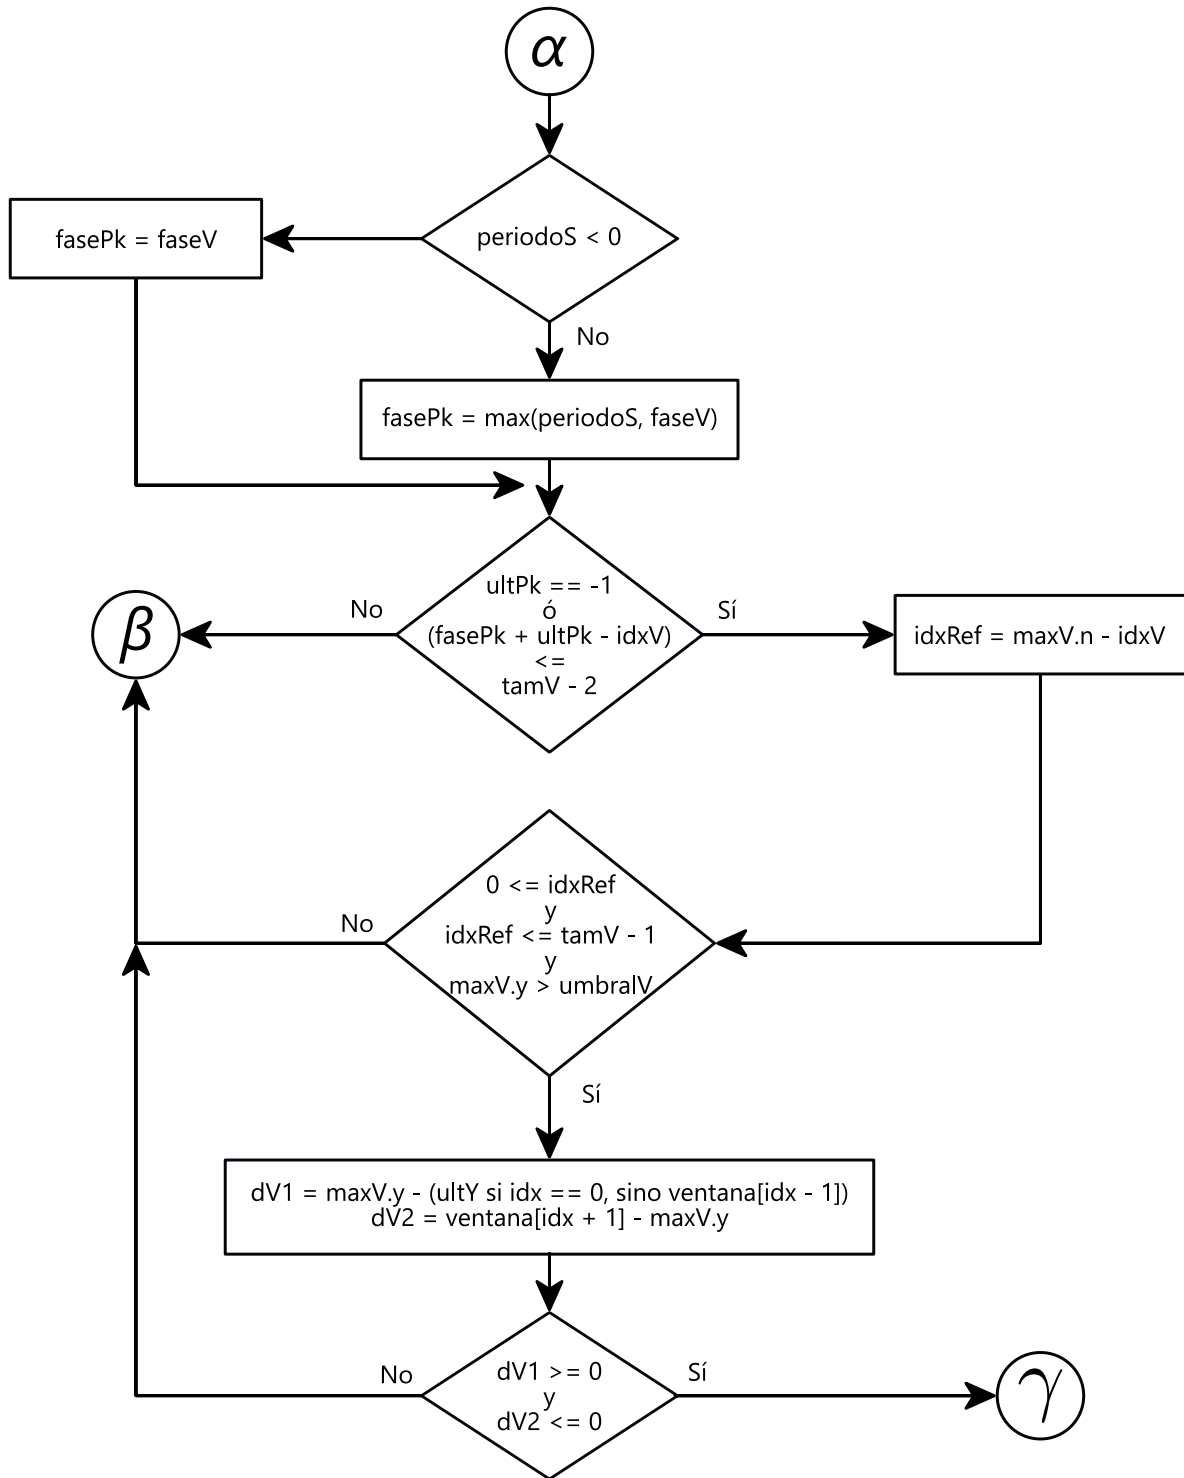 α
periodoS < 0
fasePk = faseV
No
fasePk = max(periodoS, faseV)
ultPk == -1
ó
(fasePk + ultPk - idxV)
<=
tamV - 2
No
Sí
β
idxRef = maxV.n - idxV
0 <= idxRef
y
idxRef <= tamV - 1
y
maxV.y > umbralV
No
Sí
dV1 = maxV.y - (ultY si idx == 0, sino ventana[idx - 1])
dV2 = ventana[idx + 1] - maxV.y
dV1 >= 0
y
dV2 <= 0
No
Sí
γ